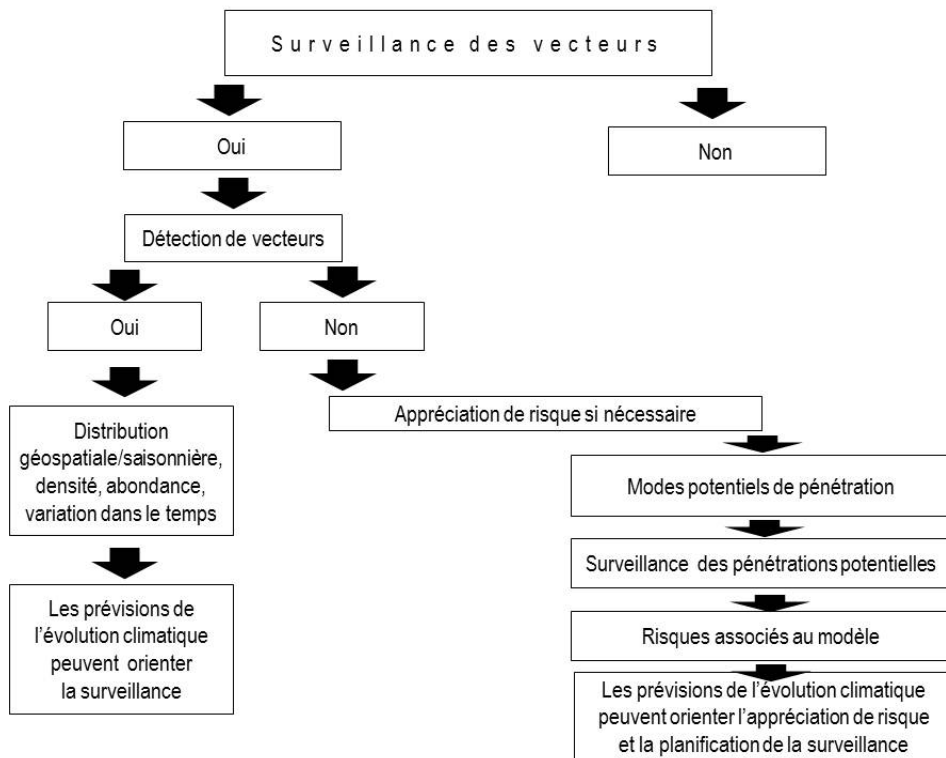 Surveillance des vecteurs
Oui
Non
Détection de vecteurs
Oui
Non
Appréciation de risque si nécessaire
Distribution
géospatiale/saisonnière,
densité, abondance,
variation dans le temps
Modes potentiels de pénétration
Surveillance des pénétrations potentielles
Les prévisions de
l’évolution climatique
peuvent orienter
la surveillance
Risques associés au modèle
Les prévisions de l’évolution climatique
peuvent orienter l’appréciation de risque
et la planification de la surveillance